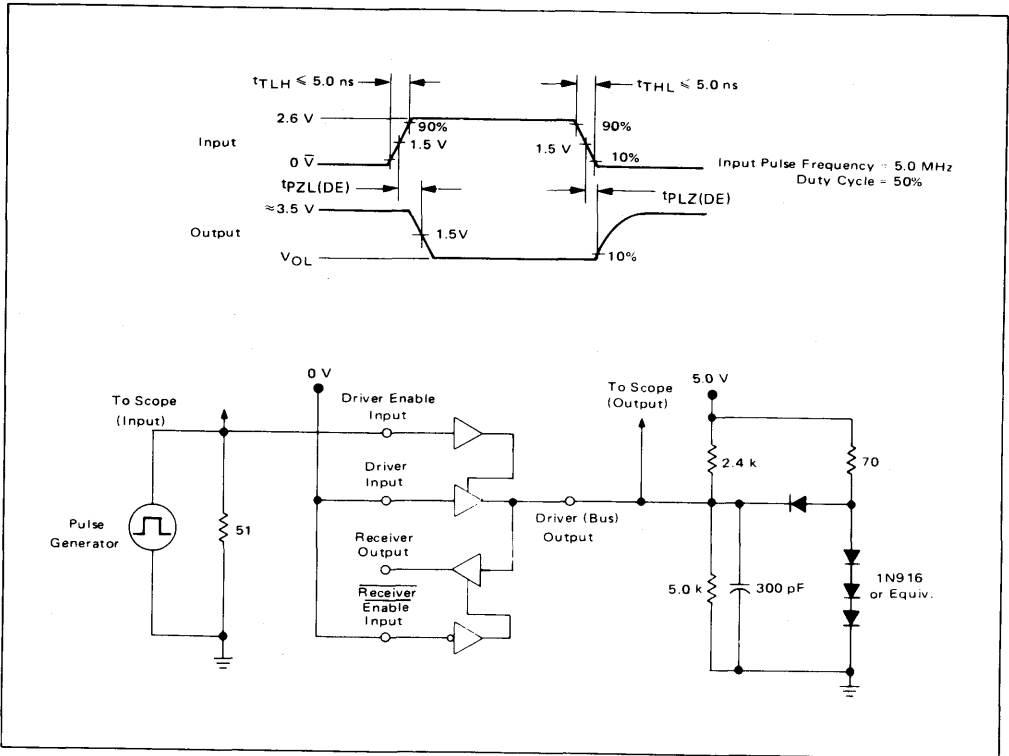 tTLH ≤ 5.0 ns
tTHL ≤ 5.0 ns
2.6 V
90%
90%
Input
1.5 V
1.5 V
0 V
10%
Input Pulse Frequency = 5.0 MHz
Duty Cycle = 50%
tPZL(DE)
tPLZ(DE)
≈3.5 V
Output
1.5V
VOL
10%
0 V
5.0 V
To Scope
(Input)
Driver Enable
Input
To Scope
(Output)
2.4 k
70
Driver
Input
Pulse
Generator
51
Driver (Bus)
Output
Receiver
Output
Receiver
Enable
Input
5.0 k
300 pF
1N916
or Equiv.